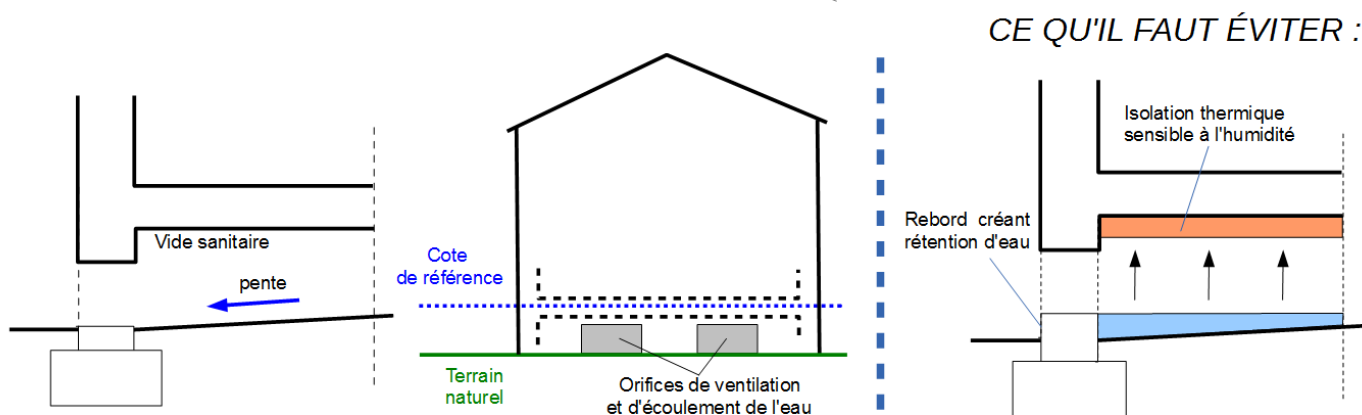 CE QU'IL FAUT ÉVITER :
Vide sanitaire
pente
Cote
de référence
Terrain
naturel
Orifices de ventilation
et d'écoulement de l'eau
Isolation thermique
sensible à l'humidité
Rebord créant
rétention d'eau